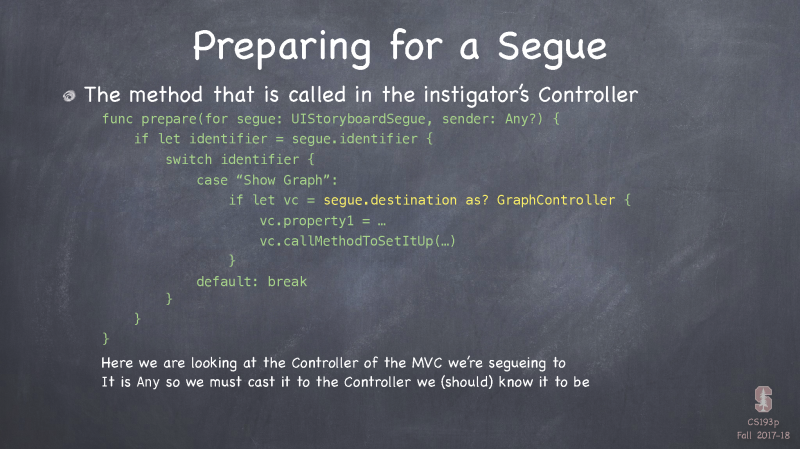 Preparing for a Segue
The method that is called in the instigator's Controller
func prepare(for segue: UIStoryboardSegue, sender: Any?) {
if let identifier = segue.identifier {
switch identifier {
case “Show Graph”:
if let vc = segue.destination as? GraphController {
vc.property1 = …
vc.callMethodToSetItUp(…)
}
default: break
}
}
}
Here we are looking at the Controller of the MVC we're segueing to
It is Any so we must cast it to the Controller we (should) know it to be
CS193p
Fall 2017-18